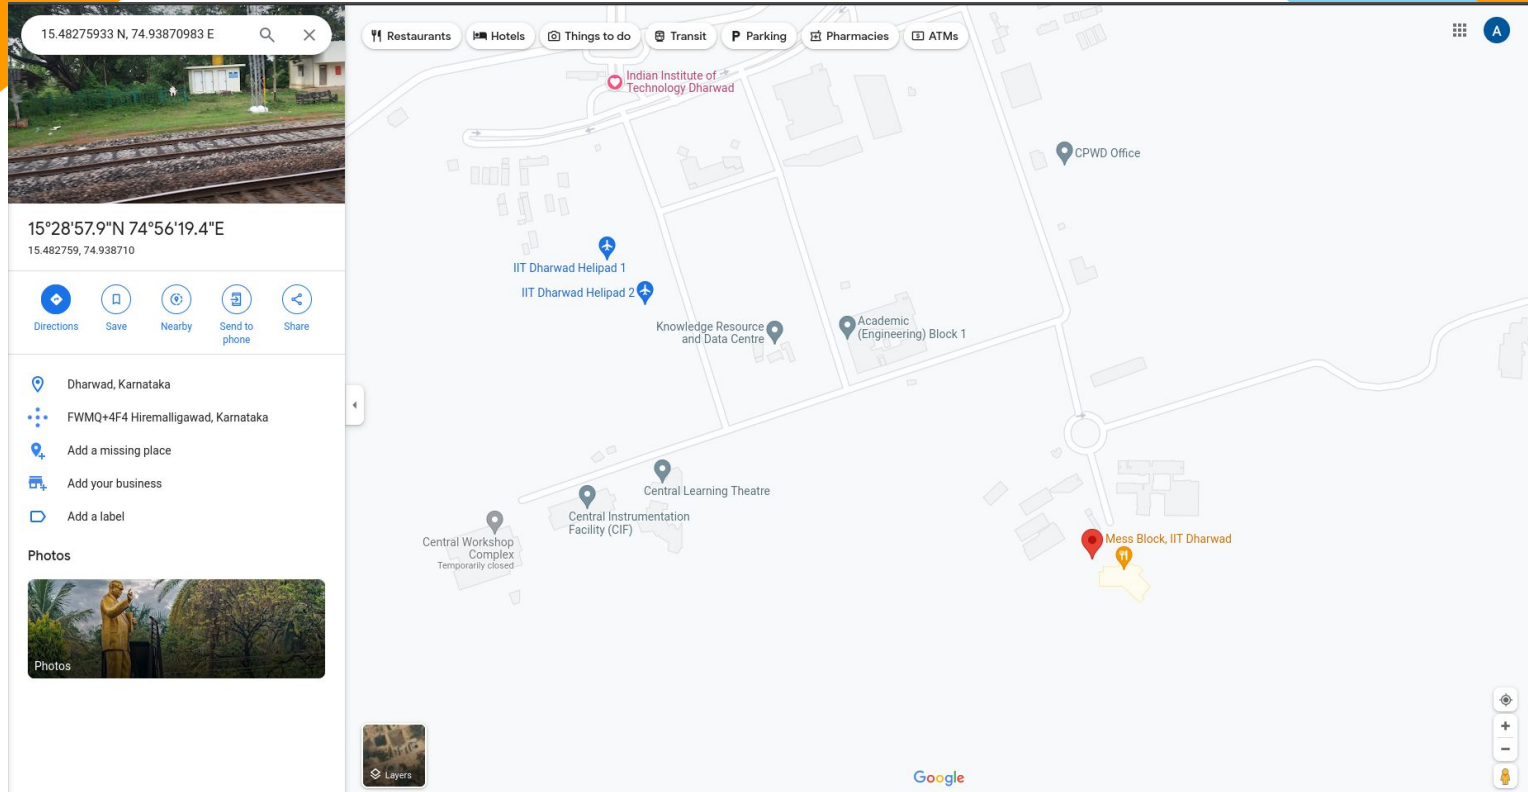 15.48275933 N, 74.93870983 E
15°28'57.9"N 74°56'19.4"E
15.482759, 74.938710
Directions
Save
Nearby
Send to
phone
Share
Dharwad, Karnataka
FWMQ+4F4 Hiremalligawad, Karnataka
Add a missing place
Add your business
Add a label
Photos
Photos
Restaurants
Hotels
Things to do
Transit
Parking
Pharmacies
ATMs
A
Indian Institute of
Technology Dharwad
CPWD Office
IIT Dharwad Helipad 1
IIT Dharwad Helipad 2
Knowledge Resource
and Data Centre
Academic
(Engineering) Block 1
Central Learning Theatre
Central Instrumentation
Facility (CIF)
Central Workshop
Complex
Temporarily closed
Mess Block, IIT Dharwad
Layers
Google